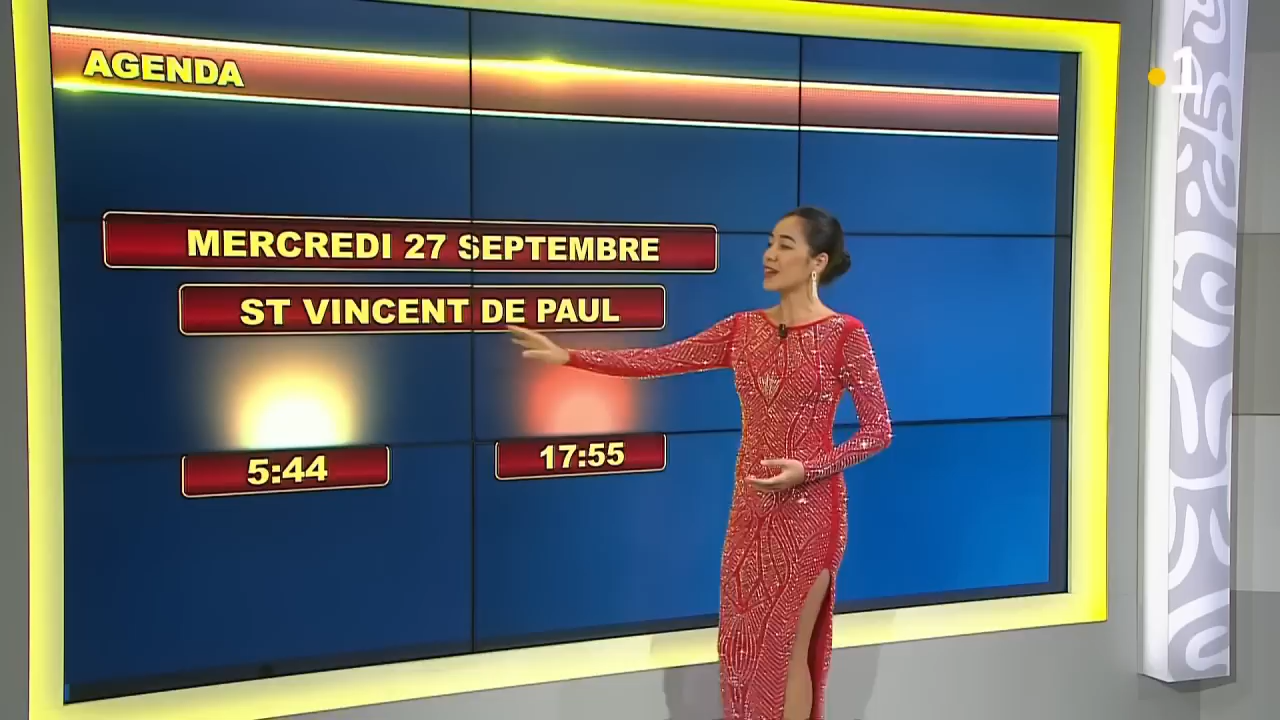 AGENDA
1
MERCREDI 27 SEPTEMBRE
ST VINCENT DE PAUL
5:44
17:55